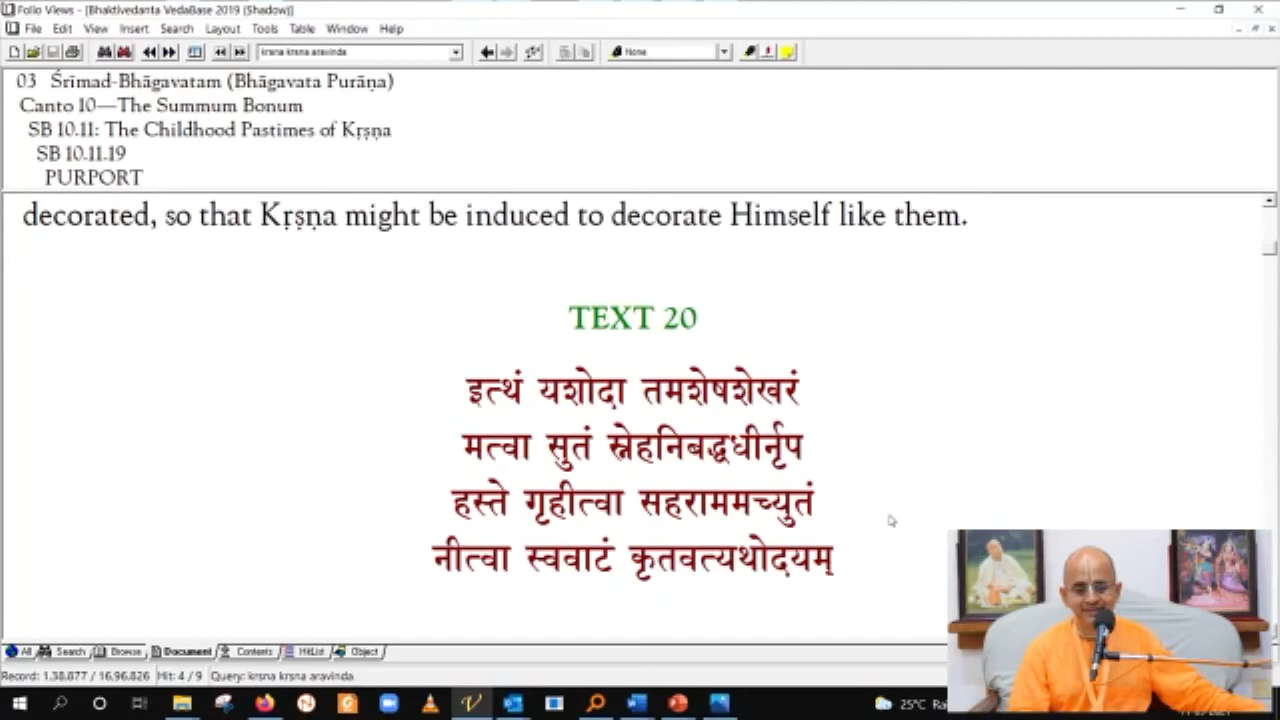 Folio Views - [Bhaktivedanta VedaBase 2019 (Shadow)]
File Edit View Insert Search Layout Tools Table Window Help
krsna krsna aravinda
None
03 Śrīmad-Bhāgavatam (Bhāgavata Purāṇa)
Canto 10—The Summum Bonum
SB 10.11: The Childhood Pastimes of Kṛṣṇa
SB 10.11.19
PURPORT
decorated, so that Kṛṣṇa might be induced to decorate Himself like them.
TEXT 20
इत्थं यशोदा तमशेषशेखरं
मत्वा सुतं स्नेहनिबद्धधीर्नृप
हस्ते गृहीत्वा सहराममच्युतं
नीत्वा स्ववाटं कृतवत्यथोदयम्
All Search Browse Document Contents HitList Object
Record: 1,38,877 / 16,96,826 Hit: 4 / 9 Query: krsna krsna aravinda
25°C